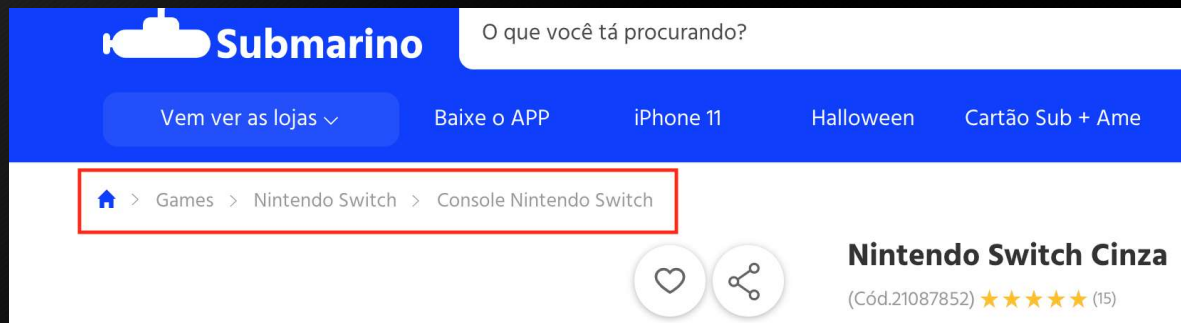 Submarino
O que você tá procurando?
Vem ver as lojas
Baixe o APP
iPhone 11
Halloween
Cartão Sub + Ame
> Games > Nintendo Switch > Console Nintendo Switch
Nintendo Switch Cinza
(Cód.21087852) ★★★★★ (15)